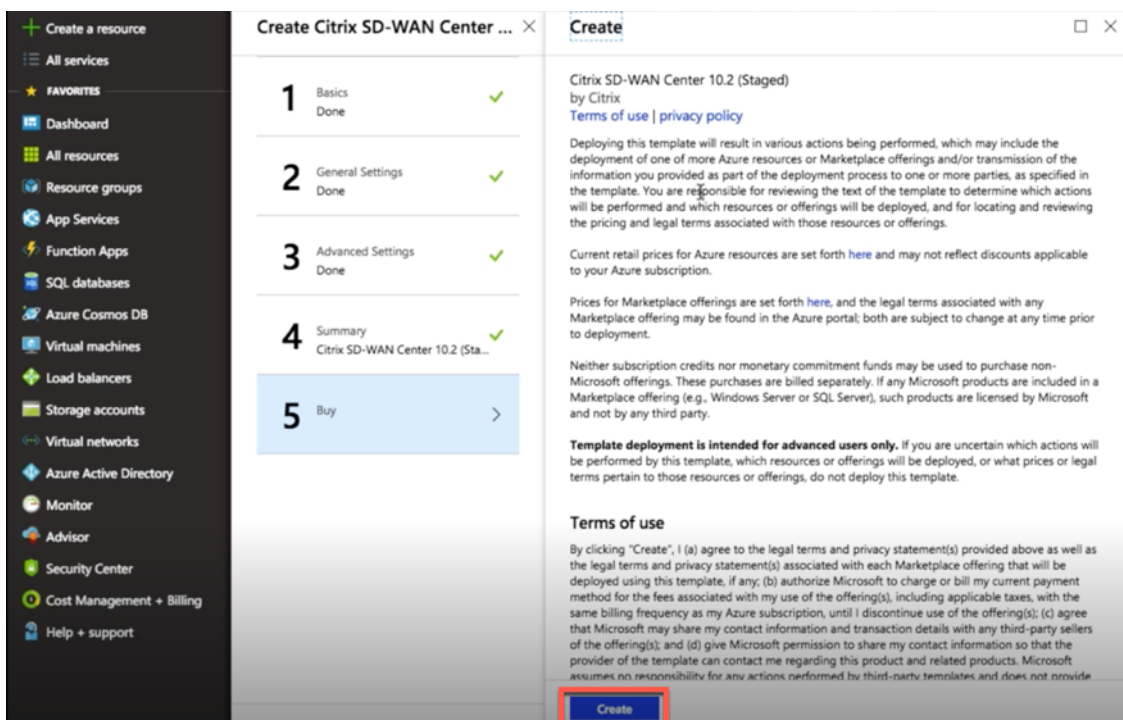 Create a resource
All services
FAVORITES
Dashboard
All resources
Resource groups
App Services
Function Apps
SQL databases
Azure Cosmos DB
Virtual machines
Load balancers
Storage accounts
Virtual networks
Azure Active Directory
Monitor
Advisor
Security Center
Cost Management + Billing
Help + support
Create Citrix SD-WAN Center ...
1
Basics
Done
2
General Settings
Done
3
Advanced Settings
Done
4
Summary
Citrix SD-WAN Center 10.2 (Sta...
5
Buy
Create
Citrix SD-WAN Center 10.2 (Staged)
by Citrix
Terms of use | privacy policy
Deploying this template will result in various actions being performed, which may include the
deployment of one of more Azure resources or Marketplace offerings and/or transmission of the
information you provided as part of the deployment process to one or more parties, as specified in
the template. You are responsible for reviewing the text of the template to determine which actions
will be performed and which resources or offerings will be deployed, and for locating and reviewing
the pricing and legal terms associated with those resources or offerings.
Current retail prices for Azure resources are set forth here and may not reflect discounts applicable
to your Azure subscription.
Prices for Marketplace offerings are set forth here, and the legal terms associated with any
Marketplace offering may be found in the Azure portal; both are subject to change at any time prior
to deployment.
Neither subscription credits nor monetary commitment funds may be used to purchase non-
Microsoft offerings. These purchases are billed separately. If any Microsoft products are included in a
Marketplace offering (e.g., Windows Server or SQL Server), such products are licensed by Microsoft
and not by any third party.
Template deployment is intended for advanced users only. If you are uncertain which actions will
be performed by this template, which resources or offerings will be deployed, or what prices or legal
terms pertain to those resources or offerings, do not deploy this template.
Terms of use
By clicking "Create", I (a) agree to the legal terms and privacy statement(s) provided above as well as
the legal terms and privacy statement(s) associated with each Marketplace offering that will be
deployed using this template, if any; (b) authorize Microsoft to charge or bill my current payment
method for the fees associated with my use of the offering(s), including applicable taxes, with the
same billing frequency as my Azure subscription, until I discontinue use of the offering(s); (c) agree
that Microsoft may share my contact information and transaction details with any third-party sellers
of the offering(s); and (d) give Microsoft permission to share my contact information so that the
provider of the template can contact me regarding this product and related products. Microsoft
assumes no responsibility for any actions performed by third-party templates and does not provide
Create